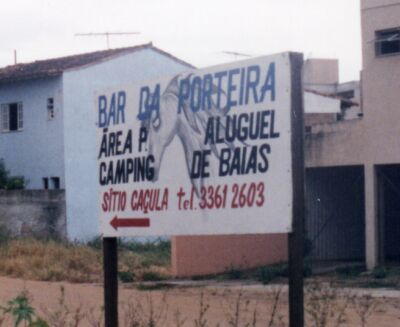 BAR DA PORTEIRA
ÁREA P. ALUGUEL
CAMPING DE BAIAS
SÍTIO CAÇULA tel. 3361 2603